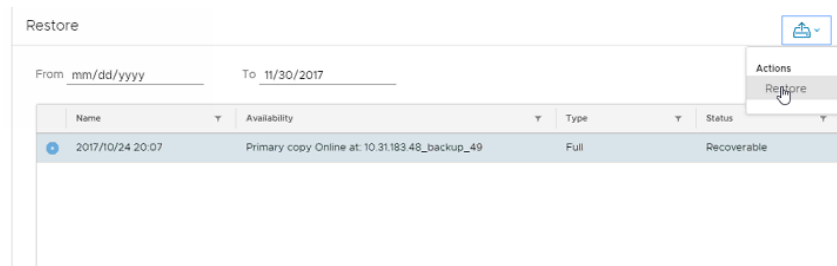 Restore
From mm/dd/yyyy To 11/30/2017
Actions
Restore
Name Availability Type Status
2017/10/24 20:07 Primary copy Online at: 10.31.183.48_backup_49 Full Recoverable